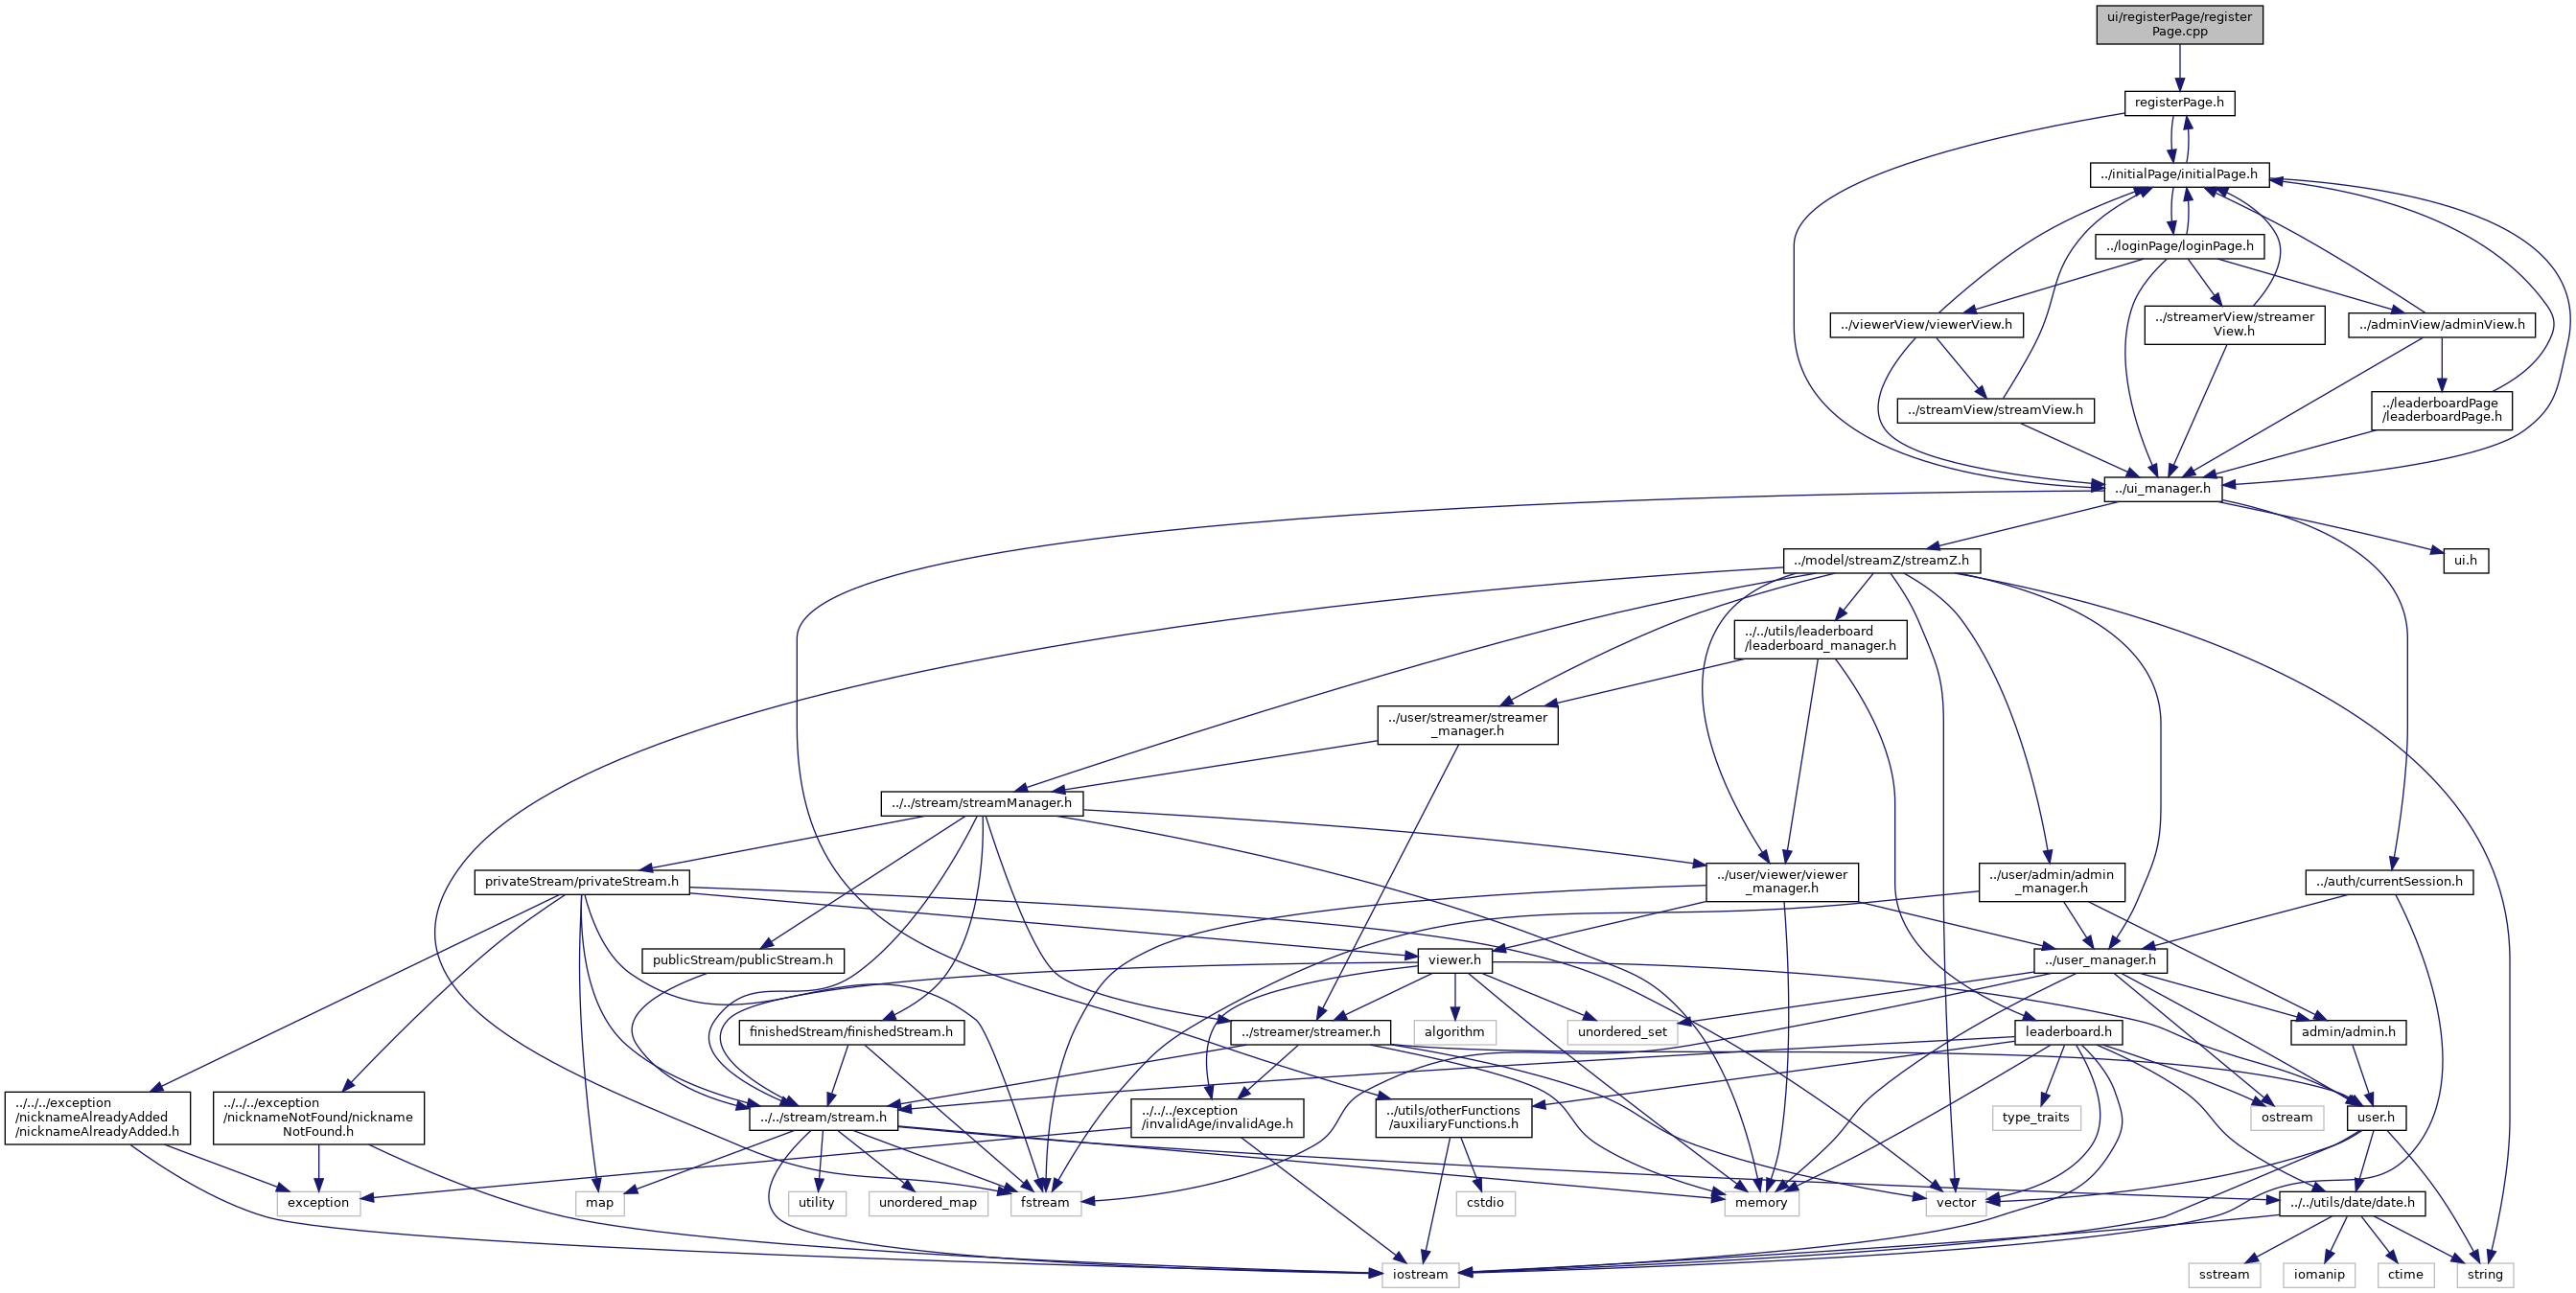 ui/registerPage/register
Page.cpp
registerPage.h
../initialPage/initialPage.h
../loginPage/loginPage.h
../viewerView/viewerView.h
../streamerView/streamer
View.h
../adminView/adminView.h
../streamView/streamView.h
../leaderboardPage
/leaderboardPage.h
../ui_manager.h
../model/streamZ/streamZ.h
ui.h
../../utils/leaderboard
/leaderboard_manager.h
../user/streamer/streamer
_manager.h
../../stream/streamManager.h
privateStream/privateStream.h
../user/viewer/viewer
_manager.h
../user/admin/admin
_manager.h
../auth/currentSession.h
publicStream/publicStream.h
viewer.h
../user_manager.h
finishedStream/finishedStream.h
../streamer/streamer.h
algorithm
unordered_set
leaderboard.h
admin/admin.h
../../../exception
/nicknameAlreadyAdded
/nicknameAlreadyAdded.h
../../../exception
/nicknameNotFound/nickname
NotFound.h
../../stream/stream.h
../../../exception
/invalidAge/invalidAge.h
../utils/otherFunctions
/auxiliaryFunctions.h
type_traits
ostream
user.h
exception
map
utility
unordered_map
fstream
cstdio
memory
vector
../../utils/date/date.h
iostream
sstream
iomanip
ctime
string